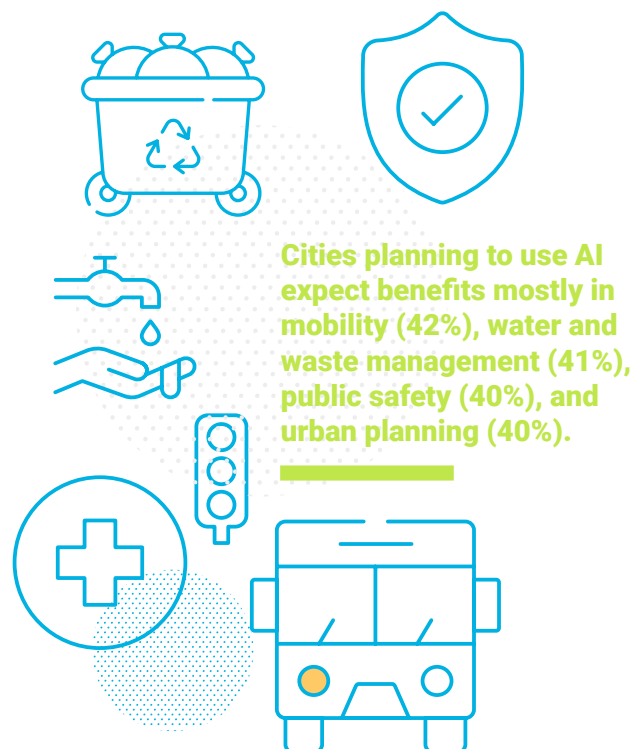 Cities planning to use AI
expect benefits mostly in
mobility (42%), water and
waste management (41%),
public safety (40%), and
urban planning (40%).